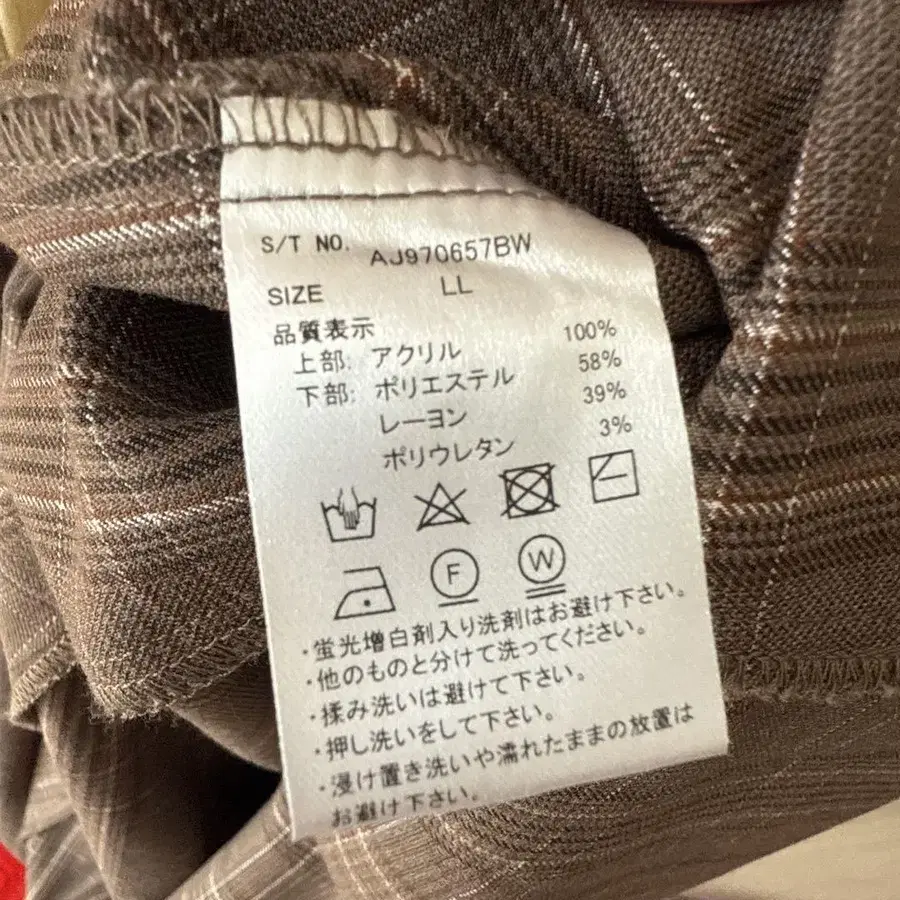 S/T NO. AJ970657BW
SIZE LL
品質表示
上部: アクリル 100%
下部: ポリエステル 58%
レーヨン 39%
ポリウレタン 3%
F W
・蛍光増白剤入り洗剤はお避け下さい。
・他のものと分けて洗ってください。
・揉み洗いは避けて下さい。
・押し洗いをして下さい。
・浸け置き洗いや濡れたままの放置は
お避け下さい。